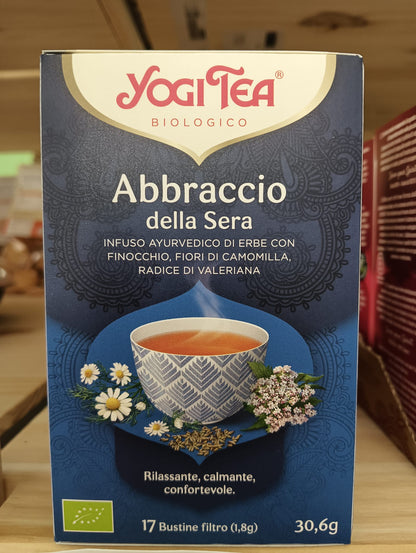 YOGI TEA®
BIOLOGICO
Abbraccio
della Sera
INFUSO AYURVEDICO DI ERBE CON
FINOCCHIO, FIORI DI CAMOMILLA,
RADICE DI VALERIANA
Rilassante, calmante,
confortevole.
17 Bustine filtro (1,8g) 30,6g